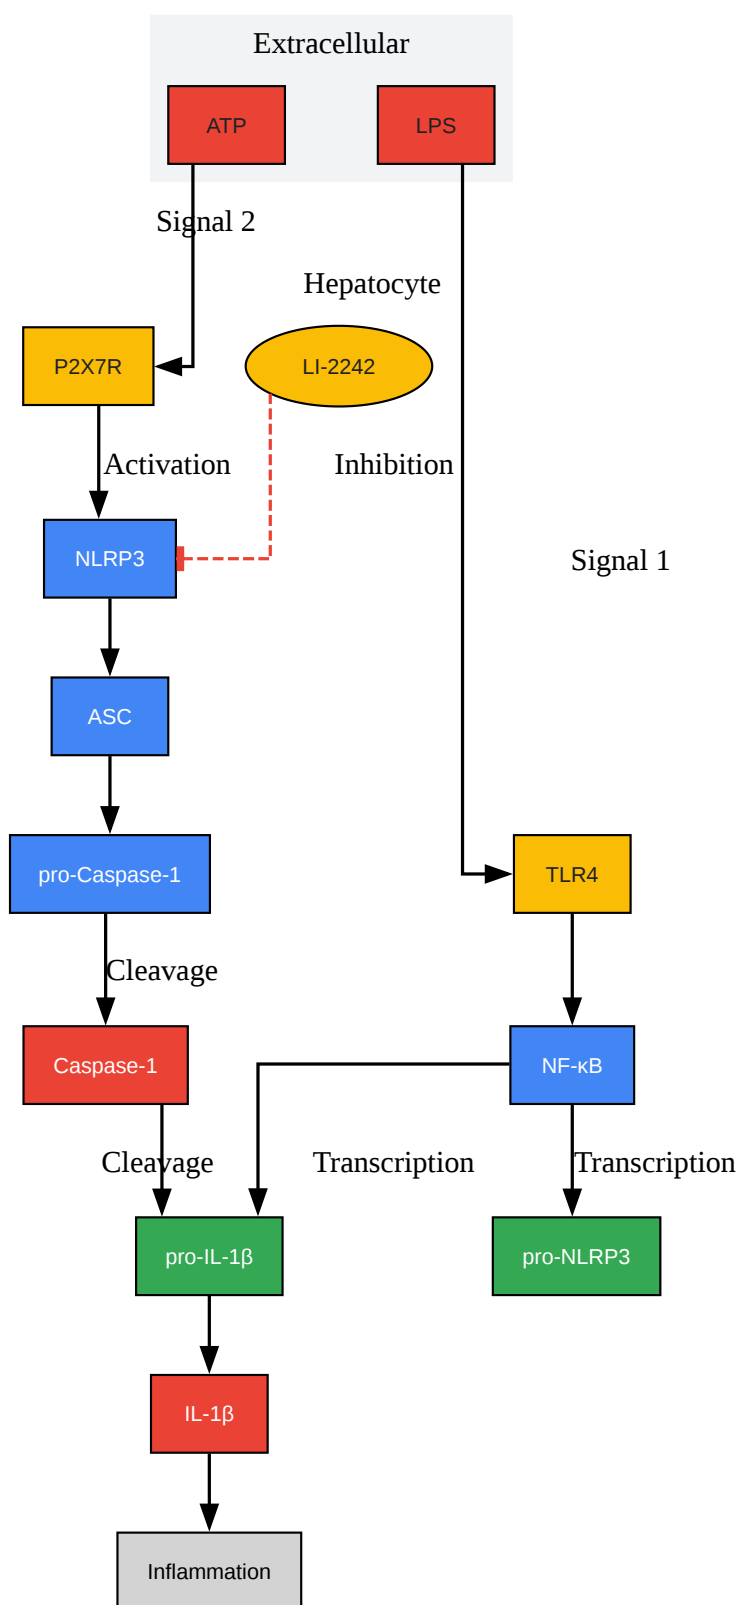 Extracellular
ATP
LPS
Signal 2
Hepatocyte
P2X7R
LI-2242
Activation
Inhibition
NLRP3
Signal 1
ASC
pro-Caspase-1
TLR4
Cleavage
Caspase-1
NF-κB
Cleavage
Transcription
Transcription
pro-IL-1β
pro-NLRP3
IL-1β
Inflammation